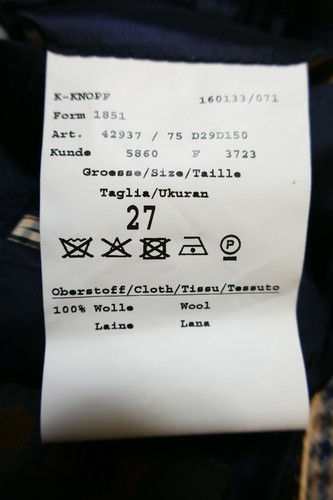 K-KNOPF 160133/071
Form 1851
Art. 42937 / 75 D29D150
Kunde 5860 F 3723
Groesse/Size/Taille
Taglia/Ukuran
27
P
Oberstoff/Cloth/Tissu/Tessuto
100% Wolle Wool
Laine Lana